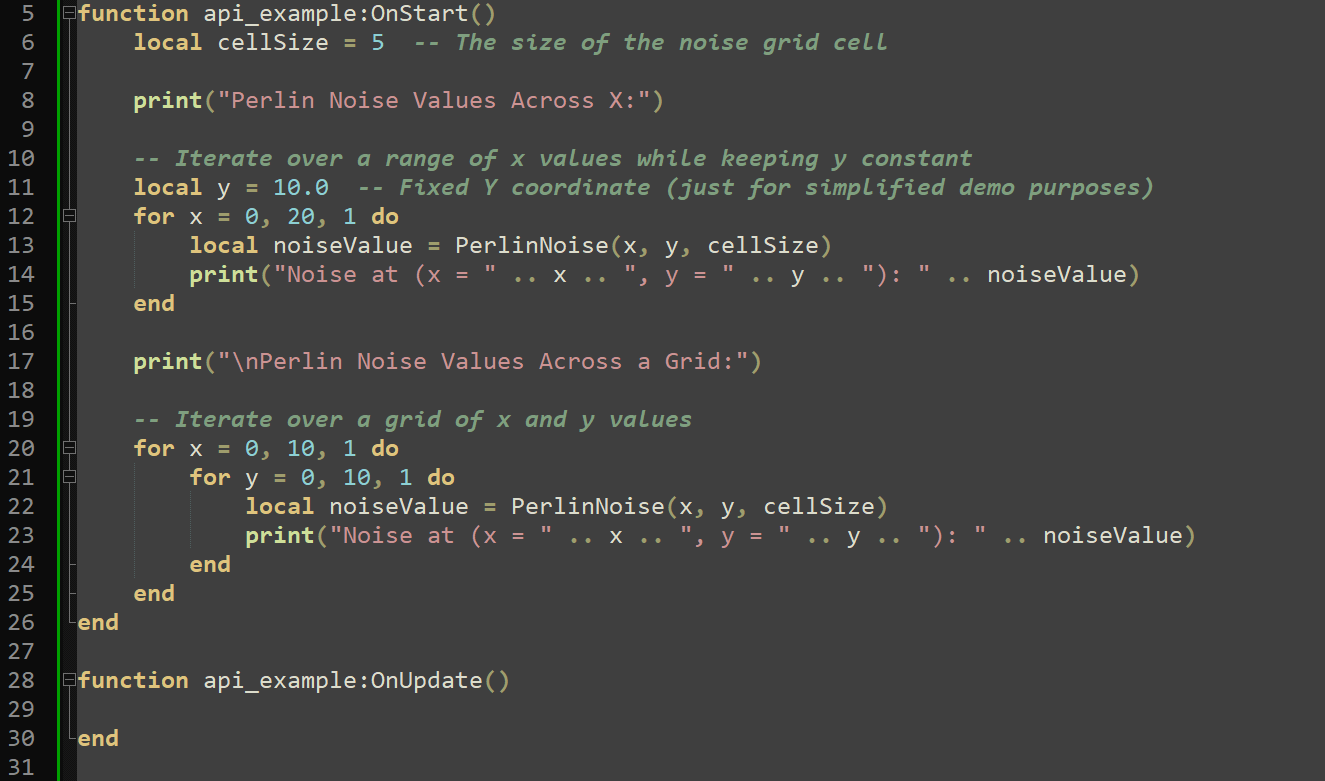 5 function api_example:OnStart()
6     local cellSize = 5  -- The size of the noise grid cell
7
8     print("Perlin Noise Values Across X:")
9
10     -- Iterate over a range of x values while keeping y constant
11     local y = 10.0  -- Fixed Y coordinate (just for simplified demo purposes)
12     for x = 0, 20, 1 do
13         local noiseValue = PerlinNoise(x, y, cellSize)
14         print("Noise at (x = " .. x .. ", y = " .. y .. "): " .. noiseValue)
15     end
16
17     print("\nPerlin Noise Values Across a Grid:")
18
19     -- Iterate over a grid of x and y values
20     for x = 0, 10, 1 do
21         for y = 0, 10, 1 do
22             local noiseValue = PerlinNoise(x, y, cellSize)
23             print("Noise at (x = " .. x .. ", y = " .. y .. "): " .. noiseValue)
24         end
25     end
26 end
27
28 function api_example:OnUpdate()
29
30 end
31